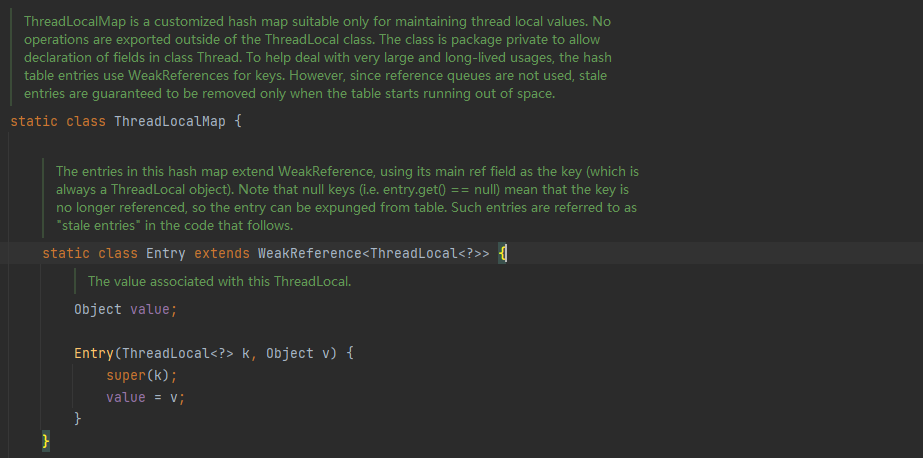 ThreadLocalMap is a customized hash map suitable only for maintaining thread local values. No
operations are exported outside of the ThreadLocal class. The class is package private to allow
declaration of fields in class Thread. To help deal with very large and long-lived usages, the hash
table entries use WeakReferences for keys. However, since reference queues are not used, stale
entries are guaranteed to be removed only when the table starts running out of space.
static class ThreadLocalMap {
The entries in this hash map extend WeakReference, using its main ref field as the key (which is
always a ThreadLocal object). Note that null keys (i.e. entry.get() == null) mean that the key is
no longer referenced, so the entry can be expunged from table. Such entries are referred to as
"stale entries" in the code that follows.
static class Entry extends WeakReference<ThreadLocal<?>> {
The value associated with this ThreadLocal.
Object value;
Entry(ThreadLocal<?> k, Object v) {
super(k);
value = v;
}
}